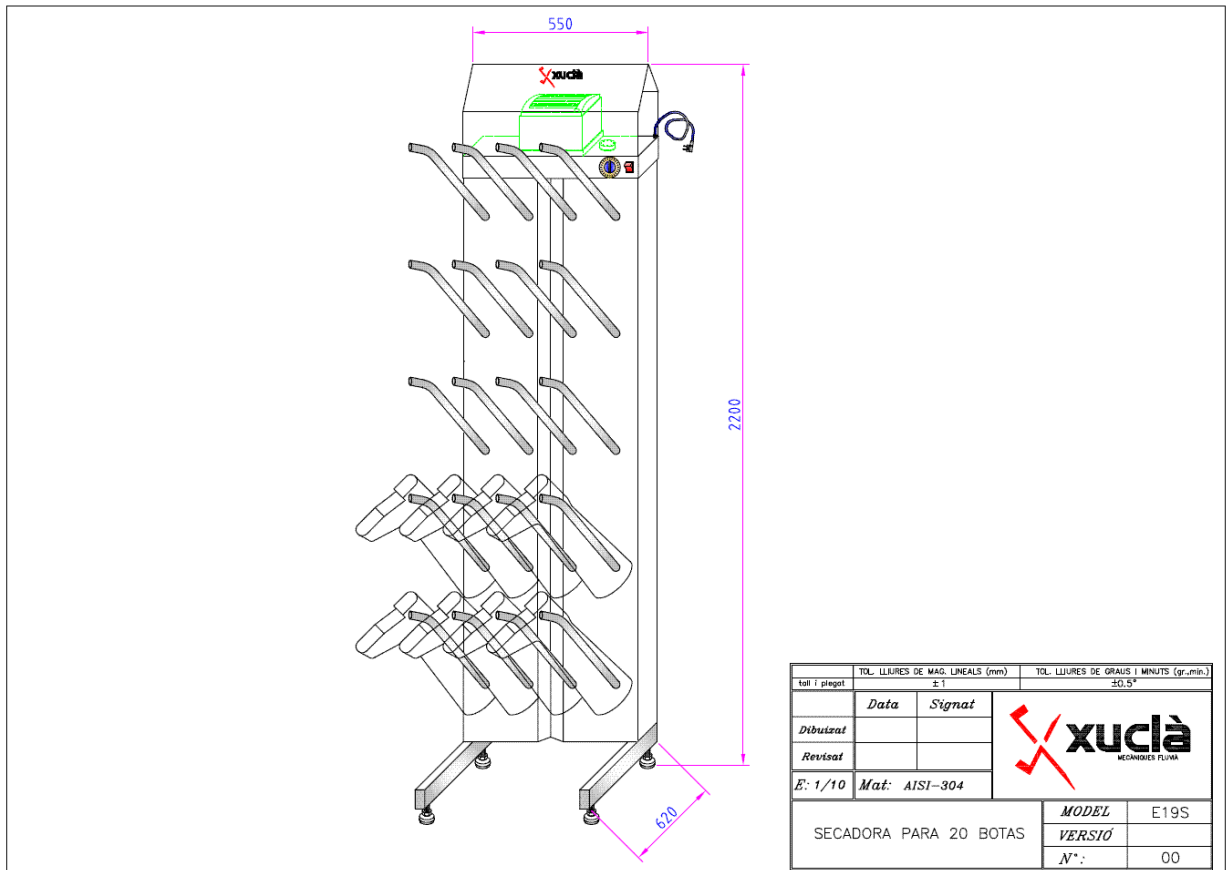 550
xuclà
2200
620
TOL. LLIURES DE MAG. LINEALS (mm)
TOL. LLIURES DE GRAUS I MINUTS (gr.,min.)
tall i plegat
±1
±0.5°
Data
Signat
Dibuixat
Revisat
E: 1/10
Mat: AISI-304
xuclà
MECÀNIQUES FLUVIÀ
SECADORA PARA 20 BOTAS
MODEL
E19S
VERSIÓ
N°:
00